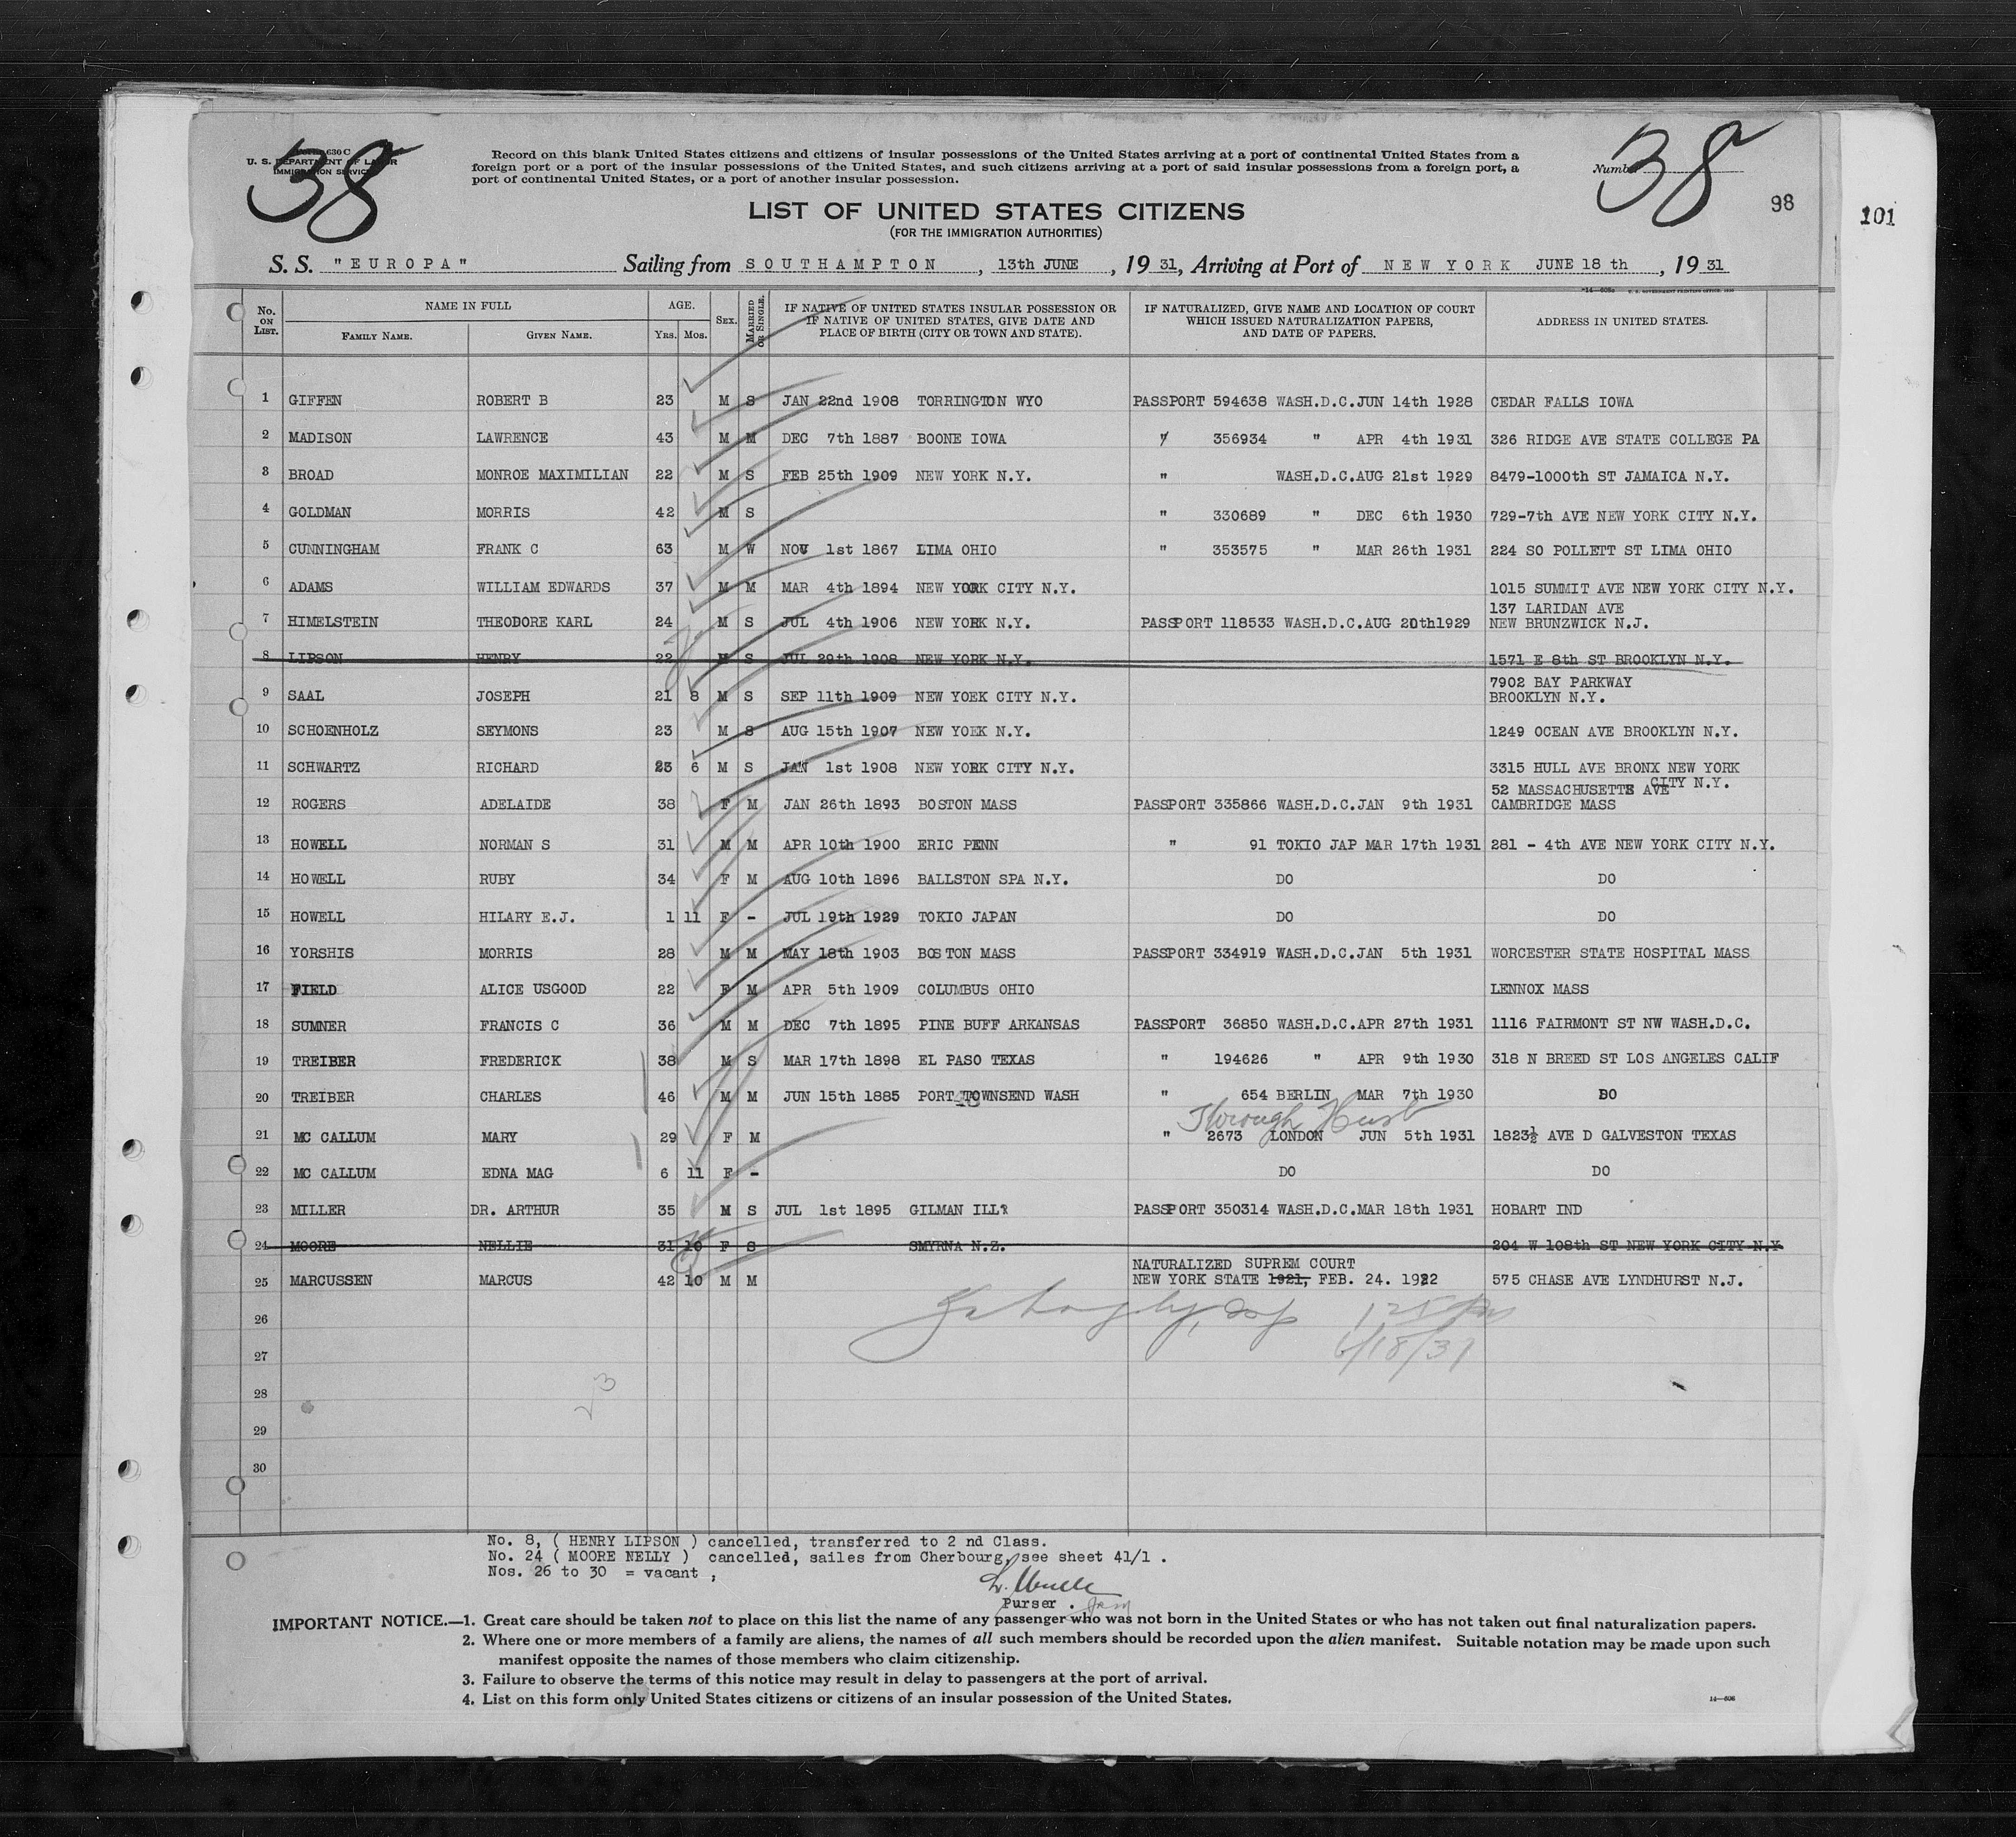 38
38
Form 630 C
U. S. DEPARTMENT OF LABOR
IMMIGRATION SERVICE
Record on this blank United States citizens and citizens of insular possessions of the United States arriving at a port of continental United States from a
foreign port or a port of the insular possessions of the United States, and such citizens arriving at a port of said insular possessions from a foreign port, a
port of continental United States, or a port of another insular possession.
Number
98
101
LIST OF UNITED STATES CITIZENS
(FOR THE IMMIGRATION AUTHORITIES)
S. S. "EUROPA" Sailing from SOUTHAMPTON, 13th JUNE, 1931, Arriving at Port of NEW YORK JUNE 18 th, 1931
No. ON LIST. NAME IN FULL AGE. SEX. MARRIED OR SINGLE. IF NATIVE OF UNITED STATES INSULAR POSSESSION OR IF NATIVE OF UNITED STATES, GIVE DATE AND PLACE OF BIRTH (CITY OR TOWN AND STATE). IF NATURALIZED, GIVE NAME AND LOCATION OF COURT WHICH ISSUED NATURALIZATION PAPERS, AND DATE OF PAPERS. ADDRESS IN UNITED STATES.
FAMILY NAME. GIVEN NAME. YRS. MOS.
1 GIFFEN ROBERT B 23 M S JAN 22nd 1908 TORRINGTON WYO PASSPORT 594638 WASH.D.C.JUN 14th 1928 CEDAR FALLS IOWA
2 MADISON LAWRENCE 43 M M DEC 7th 1887 BOONE IOWA " 356934 " APR 4th 1931 326 RIDGE AVE STATE COLLEGE PA
3 BROAD MONROE MAXIMILIAN 22 M S FEB 25th 1909 NEW YORK N.Y. " WASH.D.C.AUG 21st 1929 8479-1000th ST JAMAICA N.Y.
4 GOLDMAN MORRIS 42 M S " 330689 " DEC 6th 1930 729-7th AVE NEW YORK CITY N.Y.
5 CUNNINGHAM FRANK C 63 M W NOV 1st 1867 LIMA OHIO " 353575 " MAR 26th 1931 224 SO POLLETT ST LIMA OHIO
6 ADAMS WILLIAM EDWARDS 37 M M MAR 4th 1894 NEW YORK CITY N.Y. 1015 SUMMIT AVE NEW YORK CITY N.Y.
7 HIMELSTEIN THEODORE KARL 24 M S JUL 4th 1906 NEW YORK N.Y. PASSPORT 118533 WASH.D.C.AUG 20th1929 137 LARIDAN AVE
NEW BRUNZWICK N.J.
8 LIPSON HENRY 22 M S JUL 29th 1908 NEW YORK N.Y. 1571 E 8th ST BROOKLYN N.Y.
9 SAAL JOSEPH 21 8 M S SEP 11th 1909 NEW YOEK CITY N.Y. 7902 BAY PARKWAY
BROOKLYN N.Y.
10 SCHOENHOLZ SEYMONS 23 M S AUG 15th 1907 NEW YOEK N.Y. 1249 OCEAN AVE BROOKLYN N.Y.
11 SCHWARTZ RICHARD 23 6 M S JAN 1st 1908 NEW YORK CITY N.Y. 3315 HULL AVE BRONX NEW YORK
CITY N.Y.
12 ROGERS ADELAIDE 38 F M JAN 26th 1893 BOSTON MASS PASSPORT 335866 WASH.D.C.JAN 9th 1931 52 MASSACHUSETTS AVE
CAMBRIDGE MASS
13 HOWELL NORMAN S 31 M M APR 10th 1900 ERIC PENN " 91 TOKIO JAP MAR 17th 1931 281 - 4th AVE NEW YORK CITY N.Y.
14 HOWELL RUBY 34 F M AUG 10th 1896 BALLSTON SPA N.Y. DO DO
15 HOWELL HILARY E.J. 1 11 F - JUL 19th 1929 TOKIO JAPAN DO DO
16 YORSHIS MORRIS 28 M M MAY 18th 1903 BOSTON MASS PASSPORT 334919 WASH.D.C.JAN 5th 1931 WORCESTER STATE HOSPITAL MASS
17 FIELD ALICE USGOOD 22 F M APR 5th 1909 COLUMBUS OHIO LENNOX MASS
18 SUMNER FRANCIS C 36 M M DEC 7th 1895 PINE BUFF ARKANSAS PASSPORT 36850 WASH.D.C.APR 27th 1931 1116 FAIRMONT ST NW WASH.D.C.
19 TREIBER FREDERICK 38 M S MAR 17th 1898 EL PASO TEXAS " 194626 " APR 9th 1930 318 N BREED ST LOS ANGELES CALIF
20 TREIBER CHARLES 46 M M JUN 15th 1885 PORT TOWNSEND WASH " 654 BERLIN MAR 7th 1930 DO
Through Husb
21 MC CALLUM MARY 29 F M " 2673 LONDON JUN 5th 1931 1823½ AVE D GALVESTON TEXAS
22 MC CALLUM EDNA MAG 6 11 F - DO DO
23 MILLER DR. ARTHUR 35 M S JUL 1st 1895 GILMAN ILL PASSPORT 350314 WASH.D.C.MAR 18th 1931 HOBART IND
24 MOORE NELLIE 31 10 F S SMYRNA N.Z. 204 W 108th ST NEW YORK CITY N.Y
25 MARCUSSEN MARCUS 42 10 M M NATURALIZED SUPREM COURT
NEW YORK STATE 1921, FEB. 24. 1922 575 CHASE AVE LYNDHURST N.J.
26
6/18/31
27
28
29
30
23
No. 8, ( HENRY LIPSON ) cancelled, transferred to 2 nd Class.
No. 24 ( MOORE NELLY ) cancelled, sailes from Cherbourg, see sheet 41/1 .
Nos. 26 to 30 = vacant ;
Purser .
IMPORTANT NOTICE.—1. Great care should be taken not to place on this list the name of any passenger who was not born in the United States or who has not taken out final naturalization papers.
2. Where one or more members of a family are aliens, the names of all such members should be recorded upon the alien manifest. Suitable notation may be made upon such
manifest opposite the names of those members who claim citizenship.
3. Failure to observe the terms of this notice may result in delay to passengers at the port of arrival.
4. List on this form only United States citizens or citizens of an insular possession of the United States.
14—606